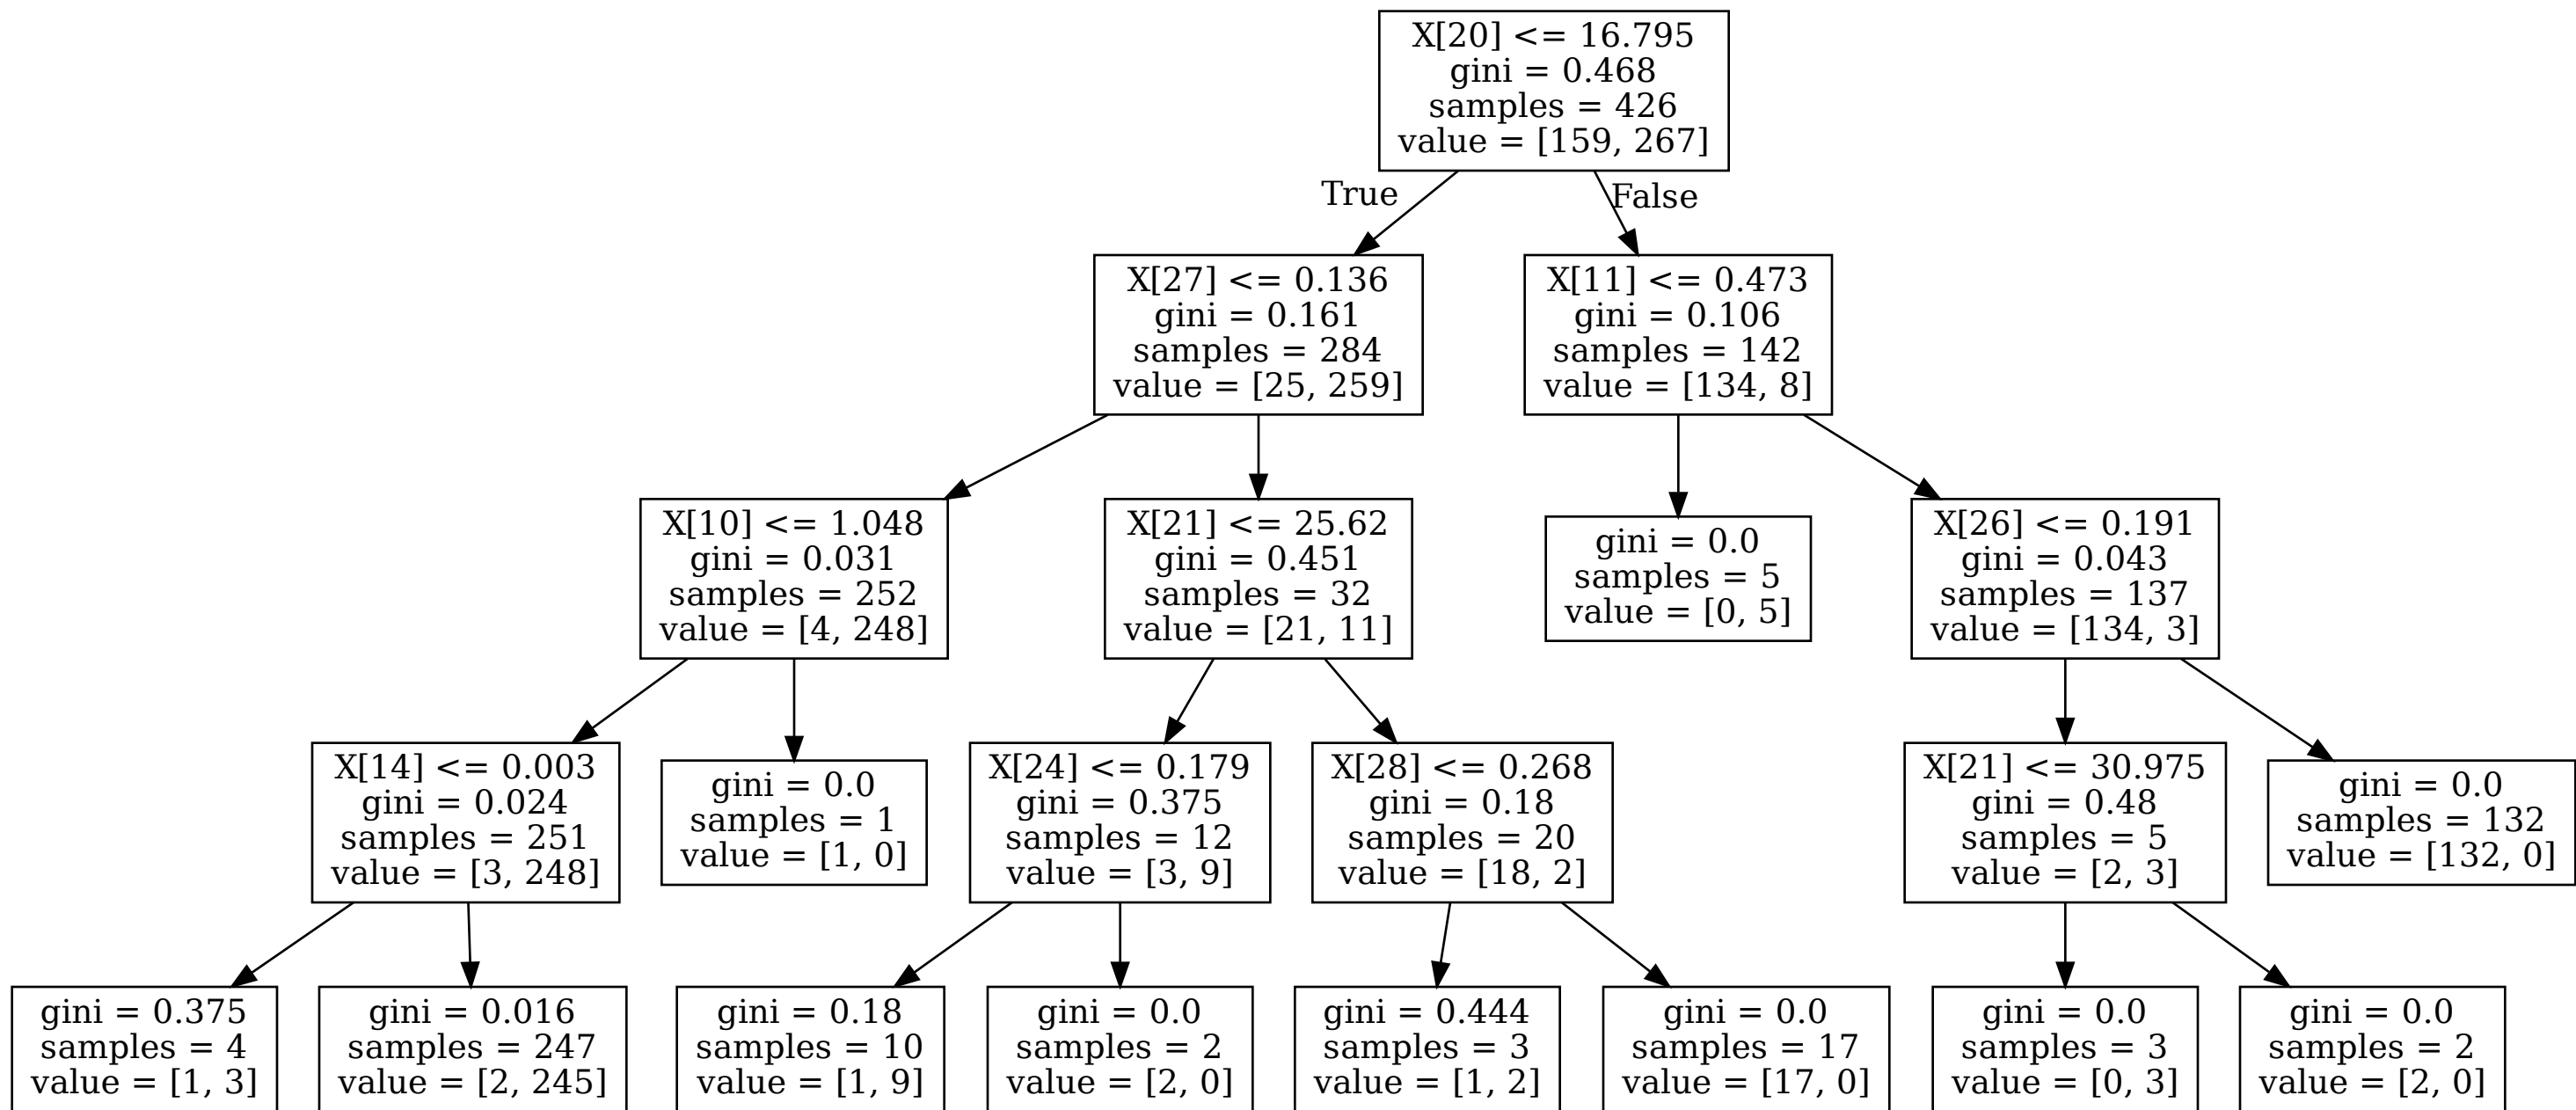 X[20] <= 16.795
gini = 0.468
samples = 426
value = [159, 267]
True
False
X[27] <= 0.136
gini = 0.161
samples = 284
value = [25, 259]
X[11] <= 0.473
gini = 0.106
samples = 142
value = [134, 8]
X[10] <= 1.048
gini = 0.031
samples = 252
value = [4, 248]
X[21] <= 25.62
gini = 0.451
samples = 32
value = [21, 11]
gini = 0.0
samples = 5
value = [0, 5]
X[26] <= 0.191
gini = 0.043
samples = 137
value = [134, 3]
X[14] <= 0.003
gini = 0.024
samples = 251
value = [3, 248]
gini = 0.0
samples = 1
value = [1, 0]
X[24] <= 0.179
gini = 0.375
samples = 12
value = [3, 9]
X[28] <= 0.268
gini = 0.18
samples = 20
value = [18, 2]
X[21] <= 30.975
gini = 0.48
samples = 5
value = [2, 3]
gini = 0.0
samples = 132
value = [132, 0]
gini = 0.375
samples = 4
value = [1, 3]
gini = 0.016
samples = 247
value = [2, 245]
gini = 0.18
samples = 10
value = [1, 9]
gini = 0.0
samples = 2
value = [2, 0]
gini = 0.444
samples = 3
value = [1, 2]
gini = 0.0
samples = 17
value = [17, 0]
gini = 0.0
samples = 3
value = [0, 3]
gini = 0.0
samples = 2
value = [2, 0]